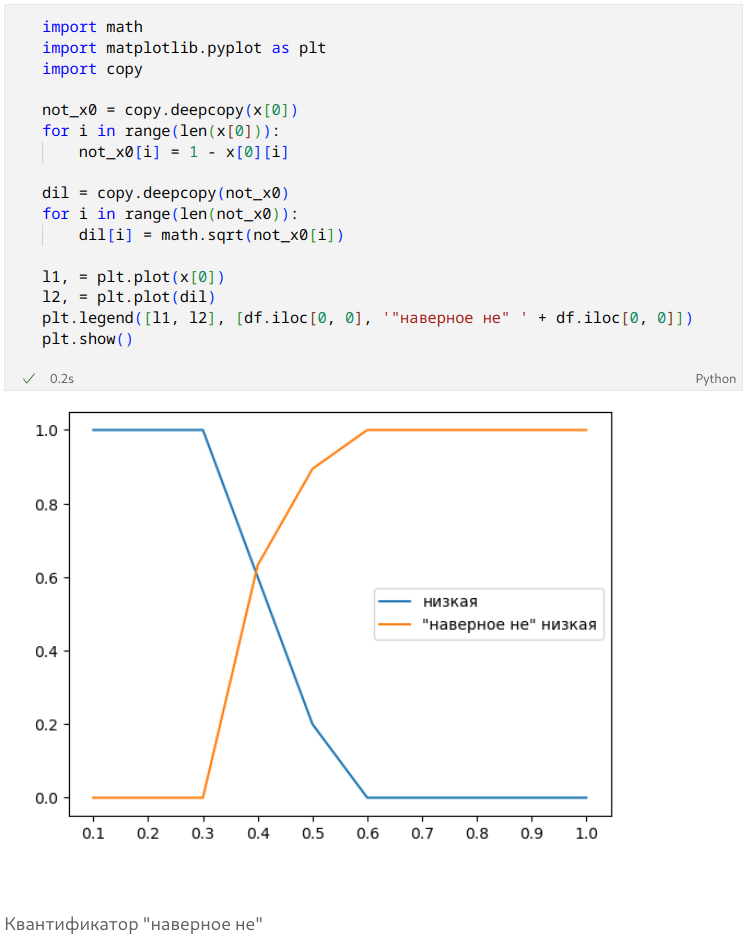 import math
import matplotlib.pyplot as plt
import copy
not_x0 = copy.deepcopy(x[0])
for i in range(len(x[0])):
    not_x0[i] = 1 - x[0][i]
dil = copy.deepcopy(not_x0)
for i in range(len(not_x0)):
    dil[i] = math.sqrt(not_x0[i])
l1, = plt.plot(x[0])
l2, = plt.plot(dil)
plt.legend([l1, l2], [df.iloc[0, 0], '"наверное не" ' + df.iloc[0, 0]])
plt.show()
0.2s Python
1.0
0.8
0.6
0.4
0.2
0.0
низкая
"наверное не" низкая
0.1 0.2 0.3 0.4 0.5 0.6 0.7 0.8 0.9 1.0
Квантификатор "наверное не"